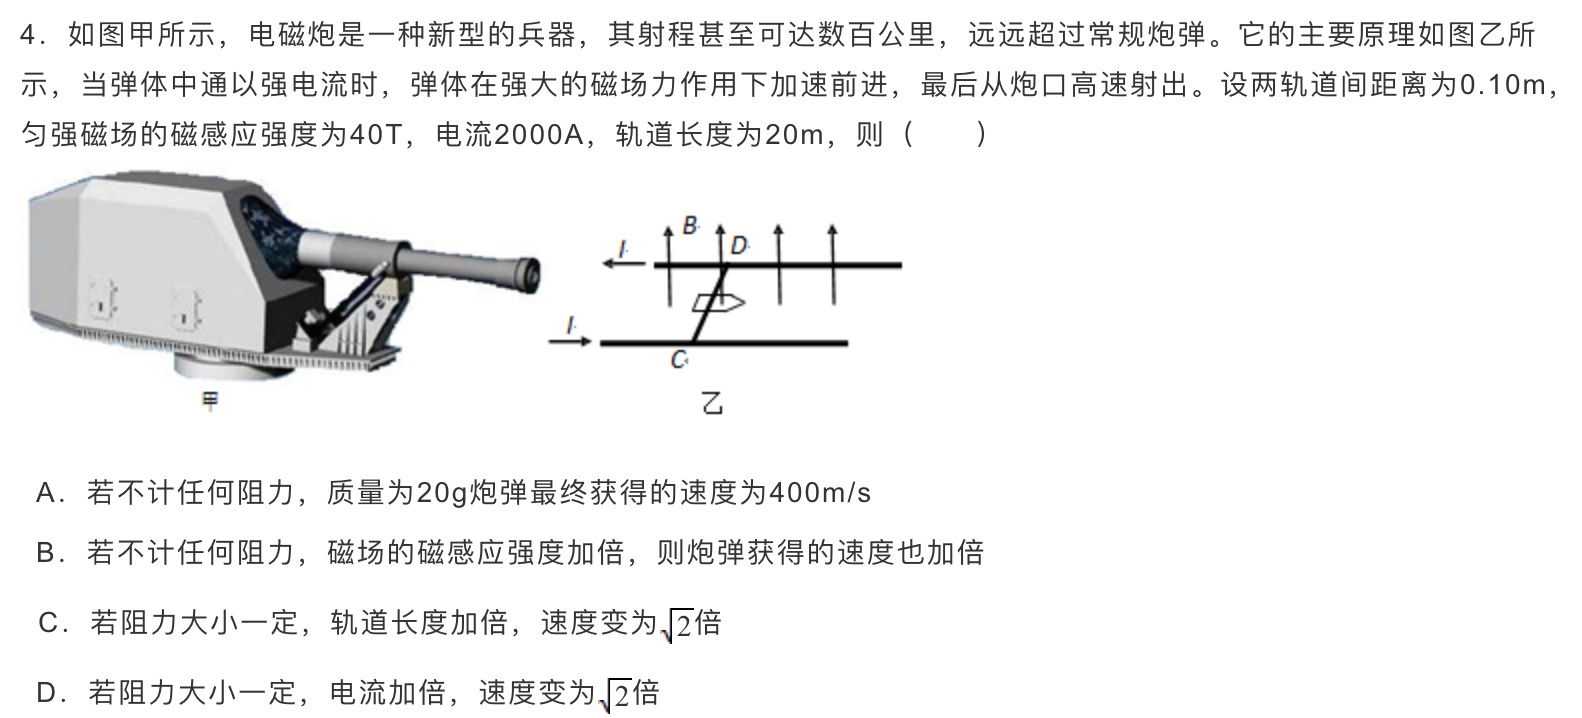 4．如图甲所示，电磁炮是一种新型的兵器，其射程甚至可达数百公里，远远超过常规炮弹。它的主要原理如图乙所
示，当弹体中通以强电流时，弹体在强大的磁场力作用下加速前进，最后从炮口高速射出。设两轨道间距离为0.10m，
匀强磁场的磁感应强度为40T，电流2000A，轨道长度为20m，则（　　）
B
D
I
I
C
甲
乙
A．若不计任何阻力，质量为20g炮弹最终获得的速度为400m/s
B．若不计任何阻力，磁场的磁感应强度加倍，则炮弹获得的速度也加倍
C．若阻力大小一定，轨道长度加倍，速度变为√2倍
D．若阻力大小一定，电流加倍，速度变为√2倍